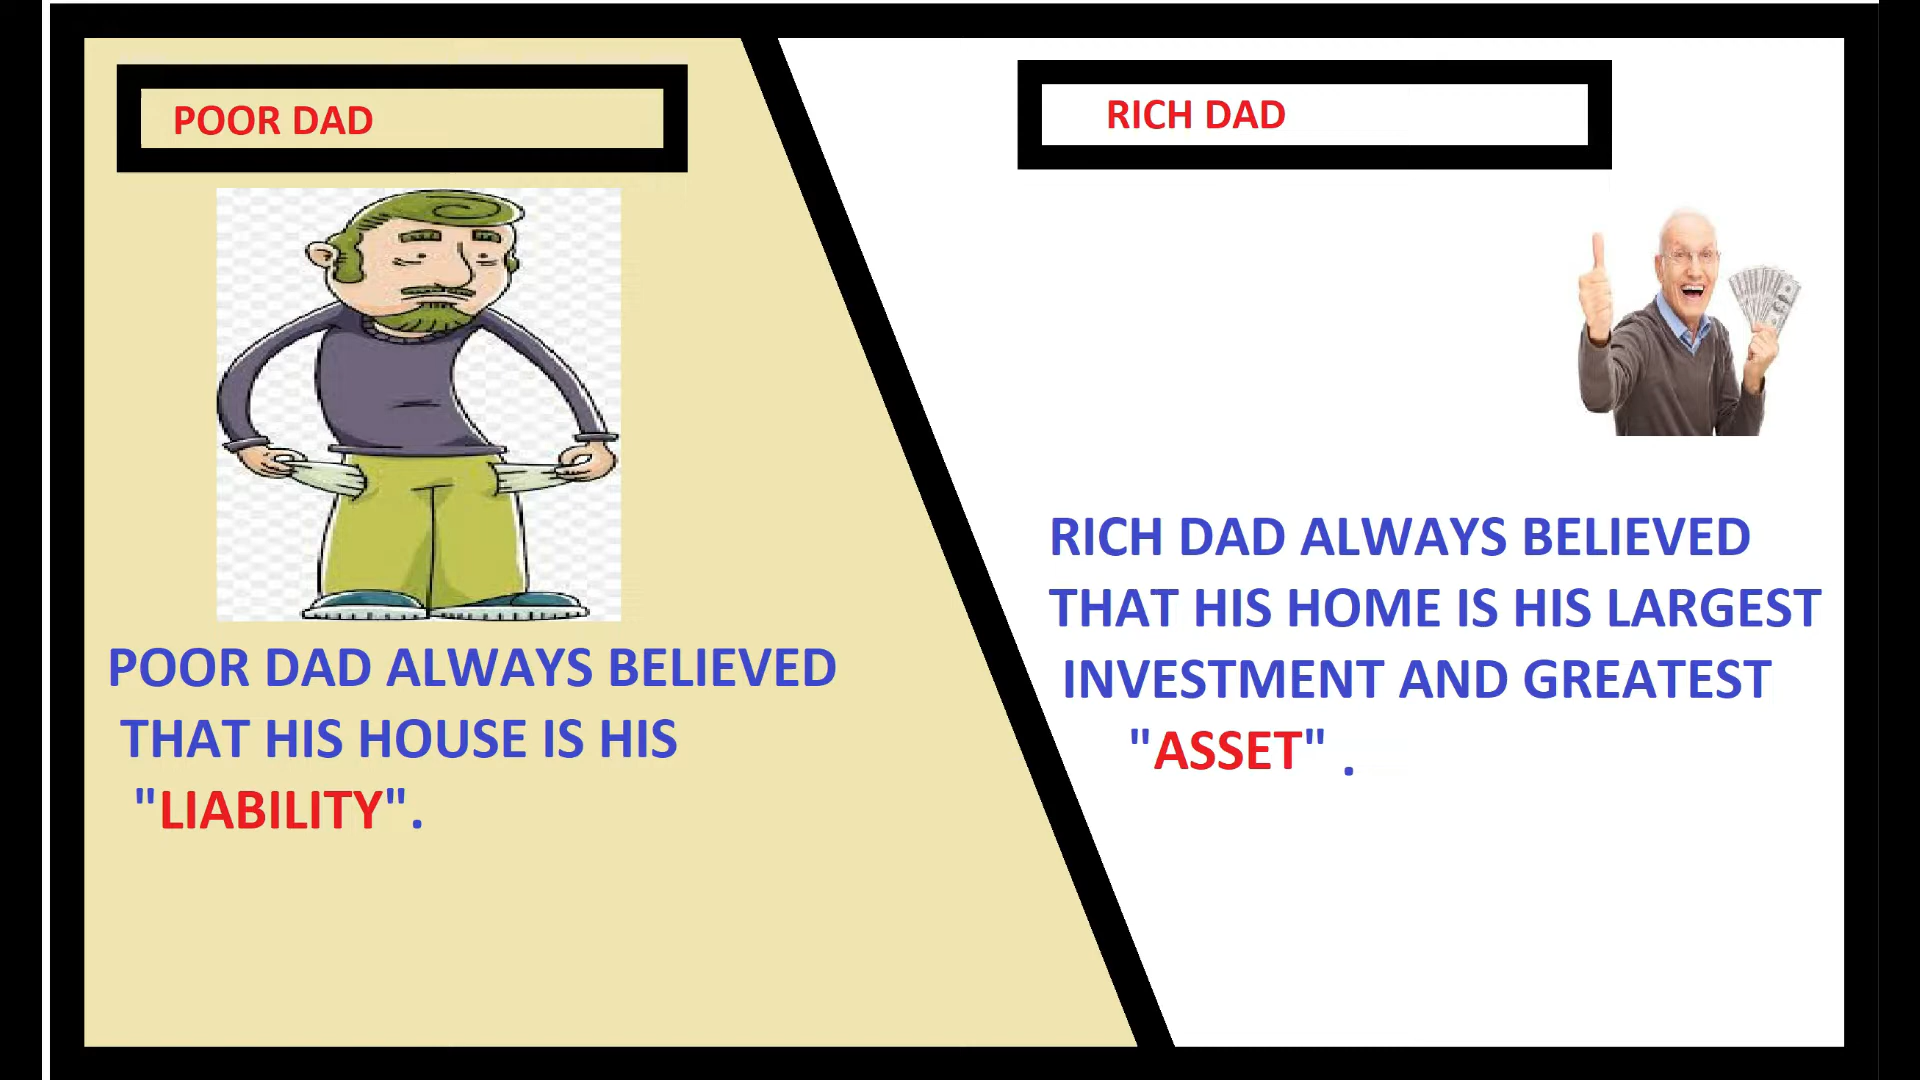 POOR DAD
POOR DAD ALWAYS BELIEVED
THAT HIS HOUSE IS HIS
"LIABILITY".
RICH DAD
RICH DAD ALWAYS BELIEVED
THAT HIS HOME IS HIS LARGEST
INVESTMENT AND GREATEST
"ASSET" .